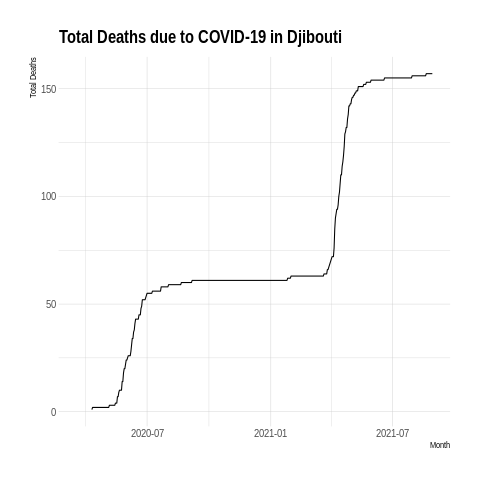 Total Deaths due to COVID-19 in Djibouti
Total Deaths
150
100
50
0
2020-07
2021-01
2021-07
Month